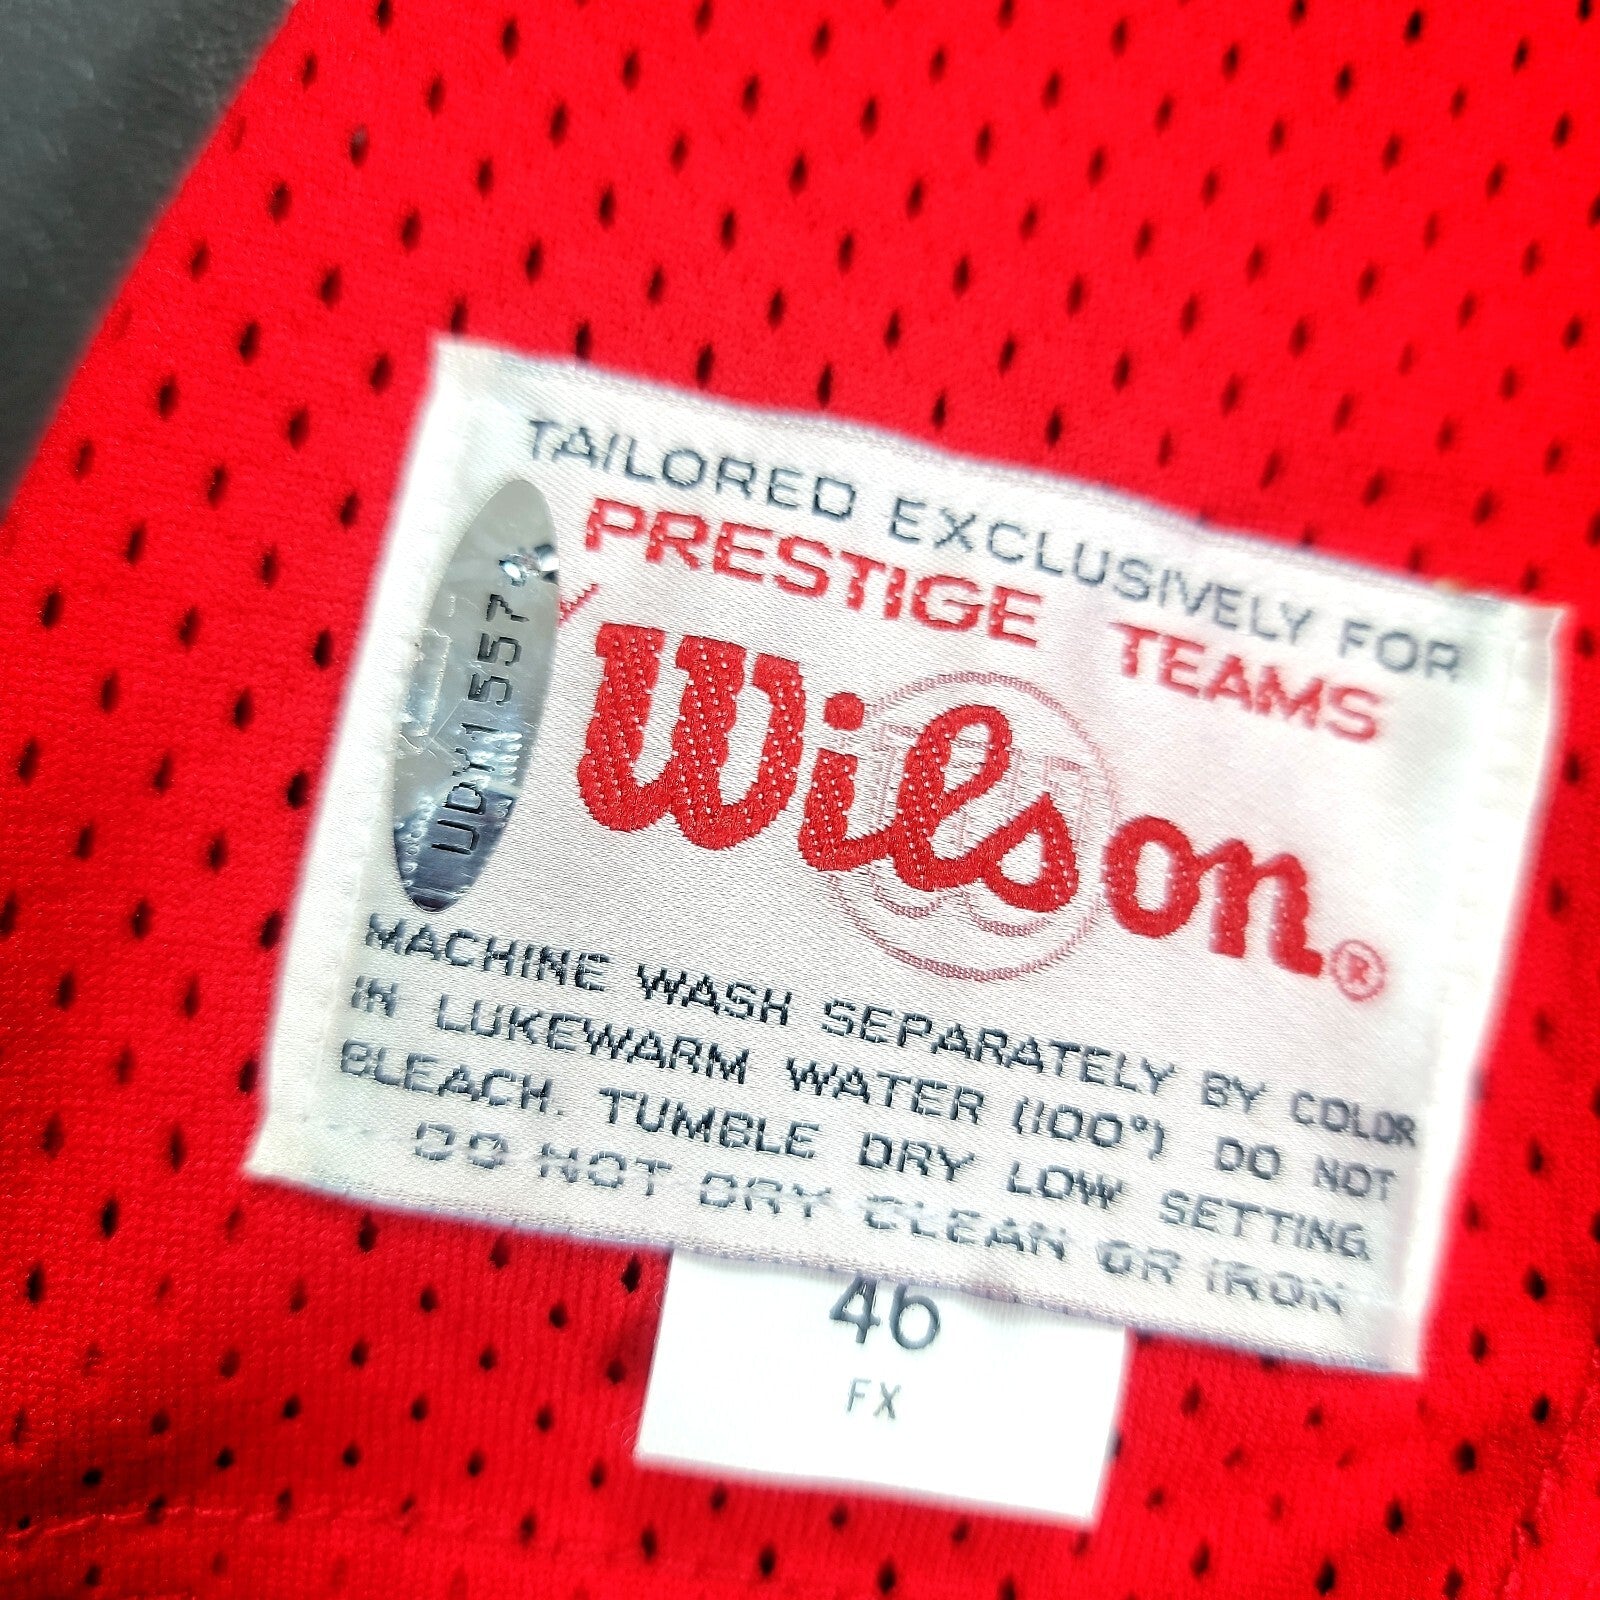 TAILORED EXCLUSIVELY FOR
PRESTIGE TEAMS
Wilson®
MACHINE WASH SEPARATELY BY COLOR
IN LUKEWARM WATER (100°) DO NOT
BLEACH. TUMBLE DRY LOW SETTING.
DO NOT DRY CLEAN OR IRON
46
FX